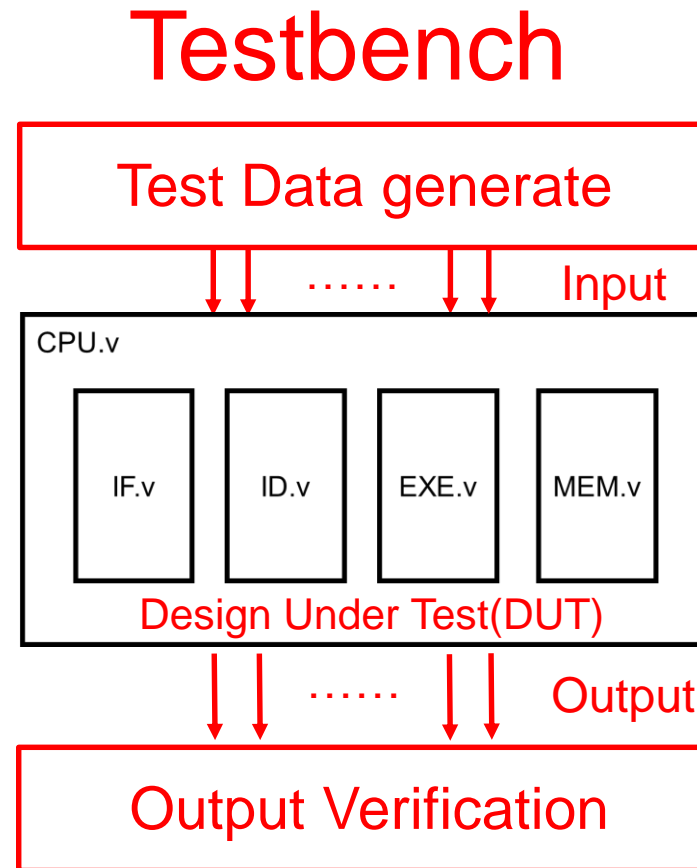 Testbench
Test Data generate
...... Input
CPU.v
IF.v ID.v EXE.v MEM.v
Design Under Test(DUT)
...... Output
Output Verification